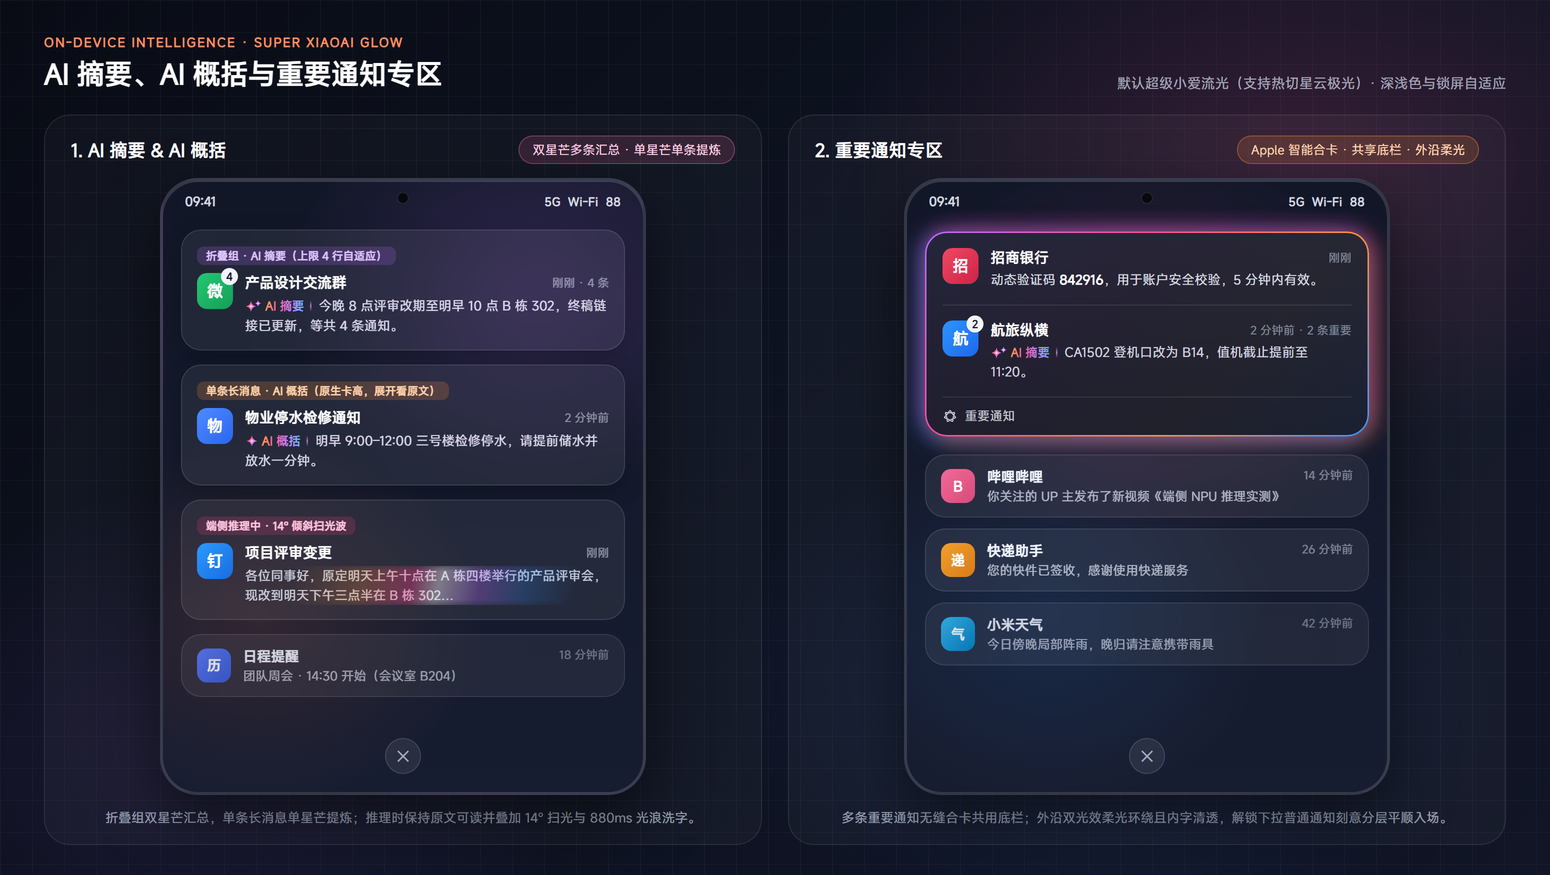 ON-DEVICE INTELLIGENCE · SUPER XIAOAI GLOW
AI 摘要、AI 概括与重要通知专区
默认超级小爱流光（支持热切星云极光）· 深浅色与锁屏自适应
1. AI 摘要 & AI 概括
双星芒多条汇总 · 单星芒单条提炼
09:41
5G Wi-Fi 88
折叠组 · AI 摘要（上限 4 行自适应）
微
4
产品设计交流群
刚刚 · 4 条
AI 摘要 今晚 8 点评审改期至明早 10 点 B 栋 302，终稿链
接已更新，等共 4 条通知。
单条长消息 · AI 概括（原生卡高，展开看原文）
物
物业停水检修通知
2 分钟前
AI 概括 明早 9:00–12:00 三号楼检修停水，请提前储水并
放水一分钟。
端侧推理中 · 14° 倾斜扫光波
钉
项目评审变更
刚刚
各位同事好，原定明天上午十点在 A 栋四楼举行的产品评审会，
现改到明天下午三点半在 B 栋 302...
历
日程提醒
18 分钟前
团队周会 · 14:30 开始（会议室 B204）
折叠组双星芒汇总，单条长消息单星芒提炼；推理时保持原文可读并叠加 14° 扫光与 880ms 光浪洗字。
2. 重要通知专区
Apple 智能合卡 · 共享底栏 · 外沿柔光
09:41
5G Wi-Fi 88
招
招商银行
刚刚
动态验证码 842916，用于账户安全校验，5 分钟内有效。
航
2
航旅纵横
2 分钟前 · 2 条重要
AI 摘要 CA1502 登机口改为 B14，值机截止提前至
11:20。
重要通知
B
哔哩哔哩
14 分钟前
你关注的 UP 主发布了新视频《端侧 NPU 推理实测》
递
快递助手
26 分钟前
您的快件已签收，感谢使用快递服务
气
小米天气
42 分钟前
今日傍晚局部阵雨，晚归请注意携带雨具
多条重要通知无缝合卡共用底栏；外沿双光效柔光环绕且内字清透，解锁下拉普通通知刻意分层平顺入场。